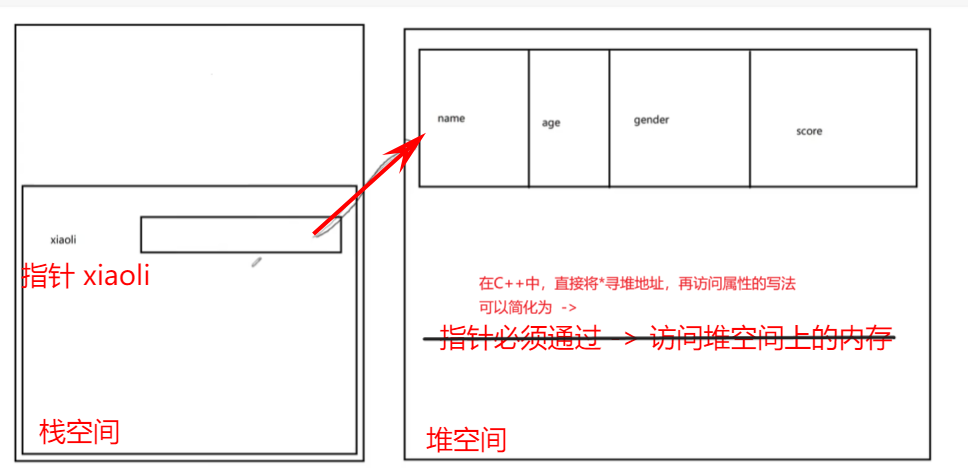 xiaoli
指针 xiaoli
栈空间
name
age
gender
score
在C++中，直接将*寻堆地址，再访问属性的写法
可以简化为 ->
指针必须通过 -> 访问堆空间上的内存
堆空间